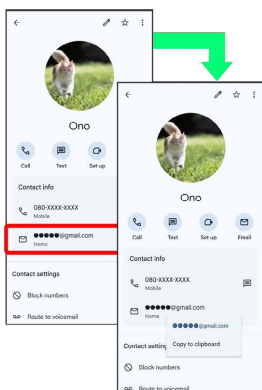 Ono
Call Text Set up
Contact info
080-XXXX-XXXX
Mobile
●●●●●@gmail.com
Home
Contact settings
Block numbers
Route to voicemail
Ono
Call Text Set up Email
Contact info
080-XXXX-XXXX
Mobile
●●●●●@gmail.com
Home
●●●●●@gmail.com
Copy to clipboard
Contact setting
Block numbers
Route to voicemail